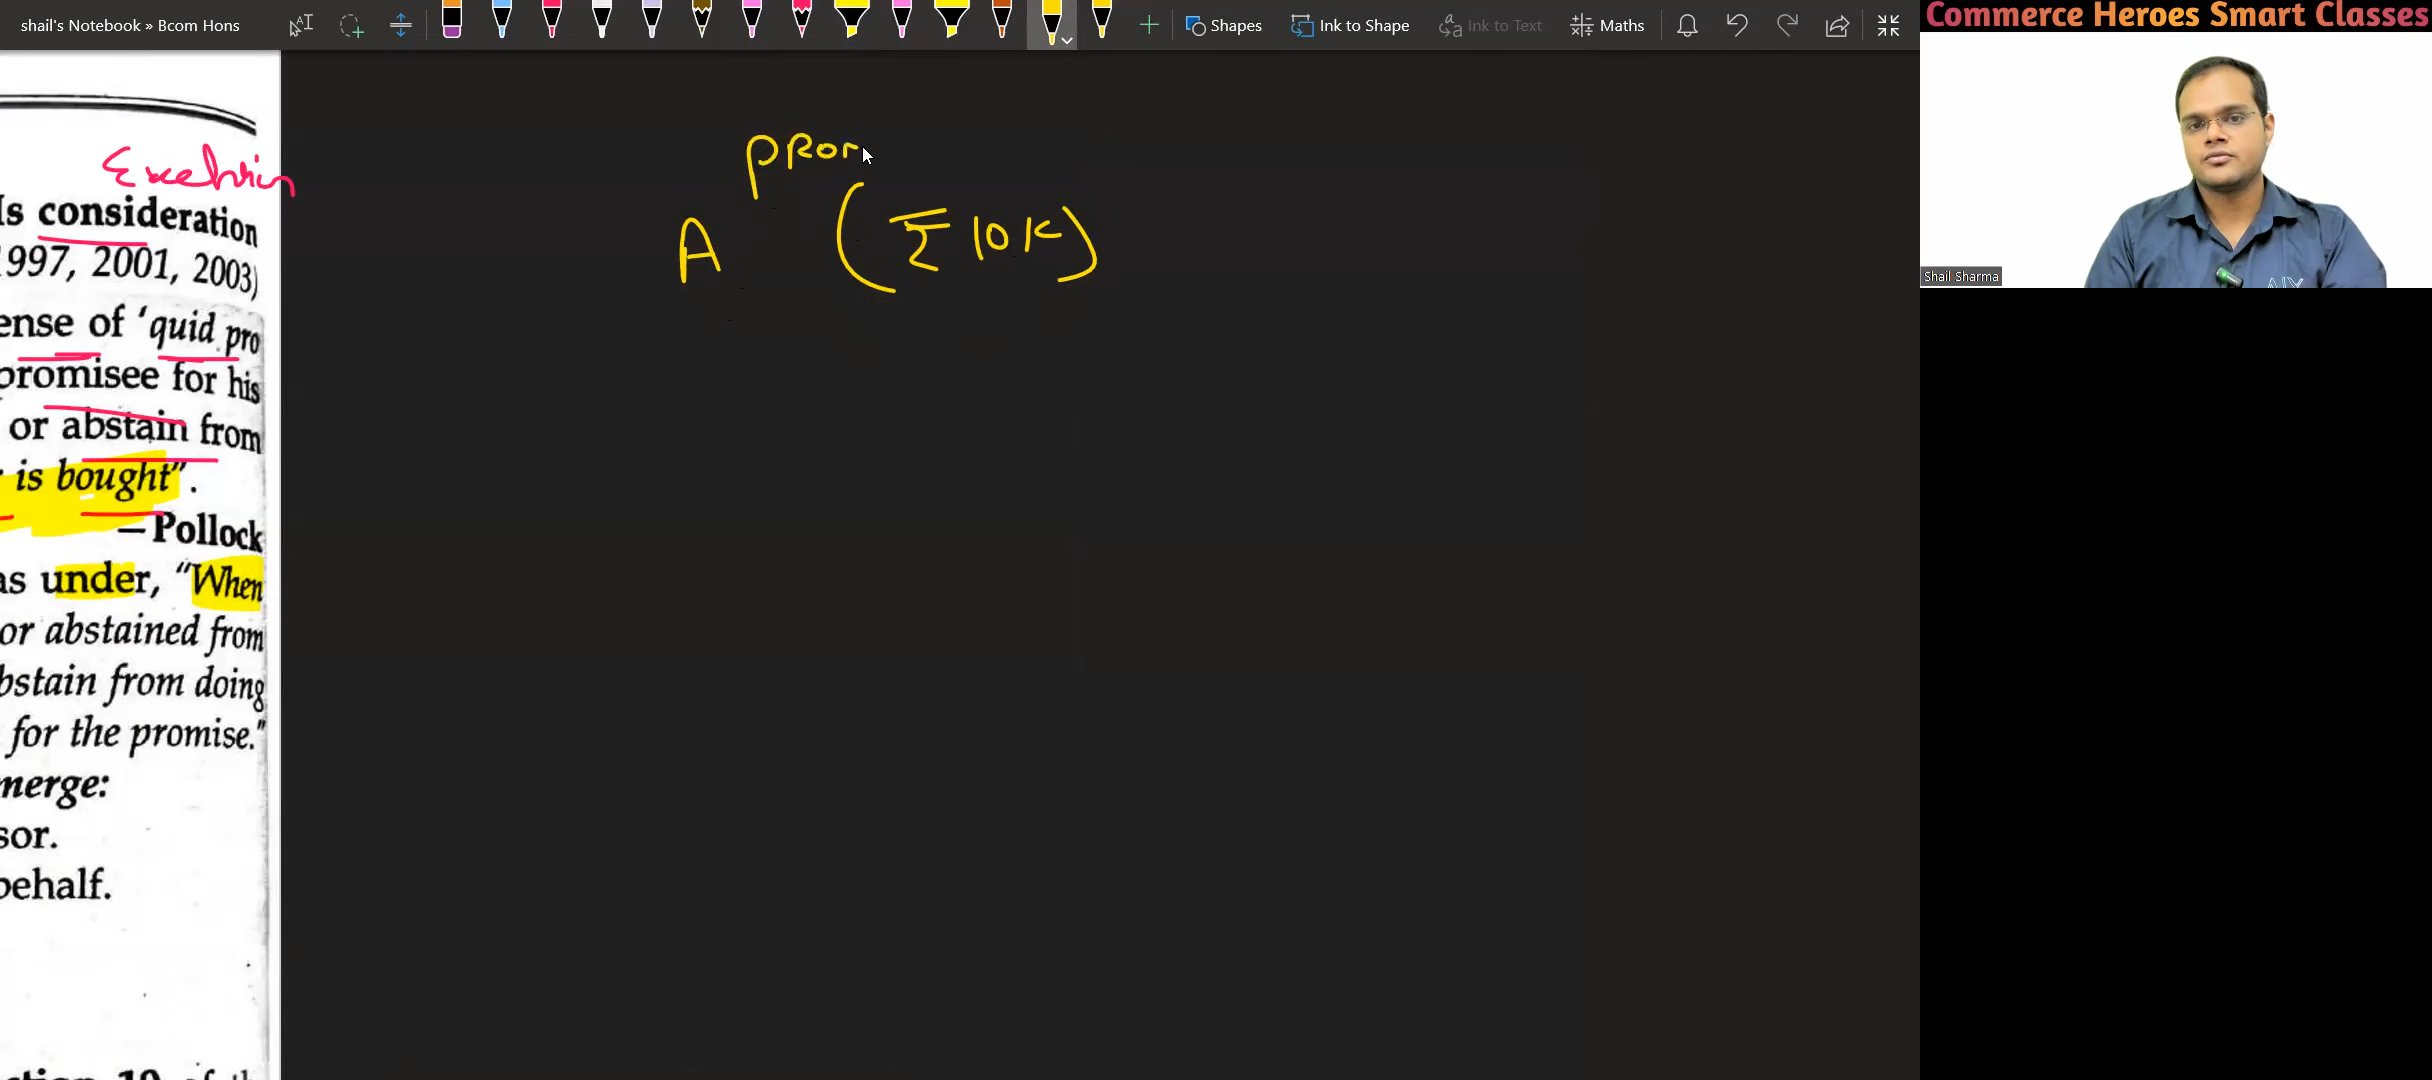 shail's Notebook » Bcom Hons
Shapes
Ink to Shape
Ink to Text
Maths
Commerce Heroes Smart Classes
Shail Sharma
Is consideration
1997, 2001, 2003)
ense of 'quid pro
promisee for his
or abstain from
is bought".
—Pollock
as under, "When
or abstained from
bstain from doing
for the promise."
merge:
sor.
behalf.
PRom
A (₹10K)